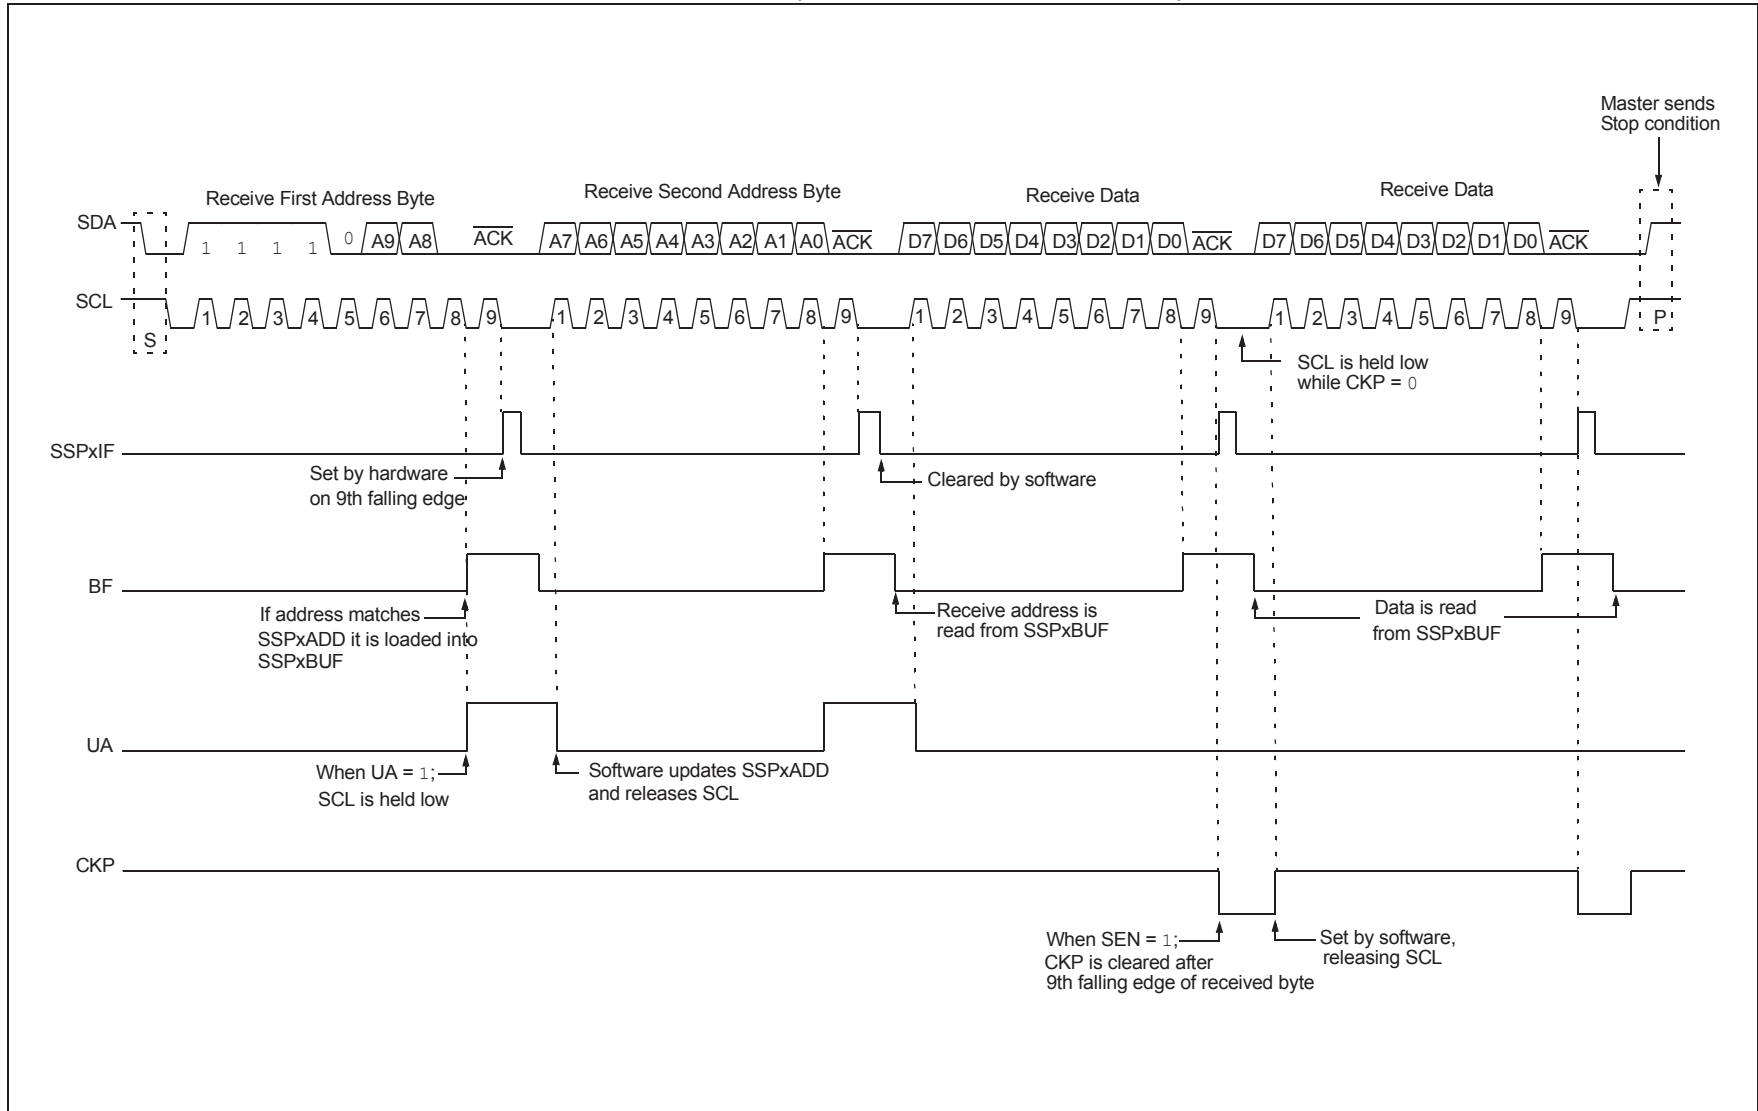 Master sends
Stop condition
Receive First Address Byte
Receive Second Address Byte
Receive Data
Receive Data
SDA
1 1 1 1 0 A9 A8 ACK A7 A6 A5 A4 A3 A2 A1 A0 ACK D7 D6 D5 D4 D3 D2 D1 D0 ACK D7 D6 D5 D4 D3 D2 D1 D0 ACK
SCL
S 1 2 3 4 5 6 7 8 9 1 2 3 4 5 6 7 8 9 1 2 3 4 5 6 7 8 9 1 2 3 4 5 6 7 8 9 P
SCL is held low
while CKP = 0
SSPxIF
Set by hardware
on 9th falling edge
Cleared by software
BF
If address matches
SSPxADD it is loaded into
SSPxBUF
Receive address is
read from SSPxBUF
Data is read
from SSPxBUF
UA
When UA = 1;
SCL is held low
Software updates SSPxADD
and releases SCL
CKP
When SEN = 1;
CKP is cleared after
9th falling edge of received byte
Set by software,
releasing SCL